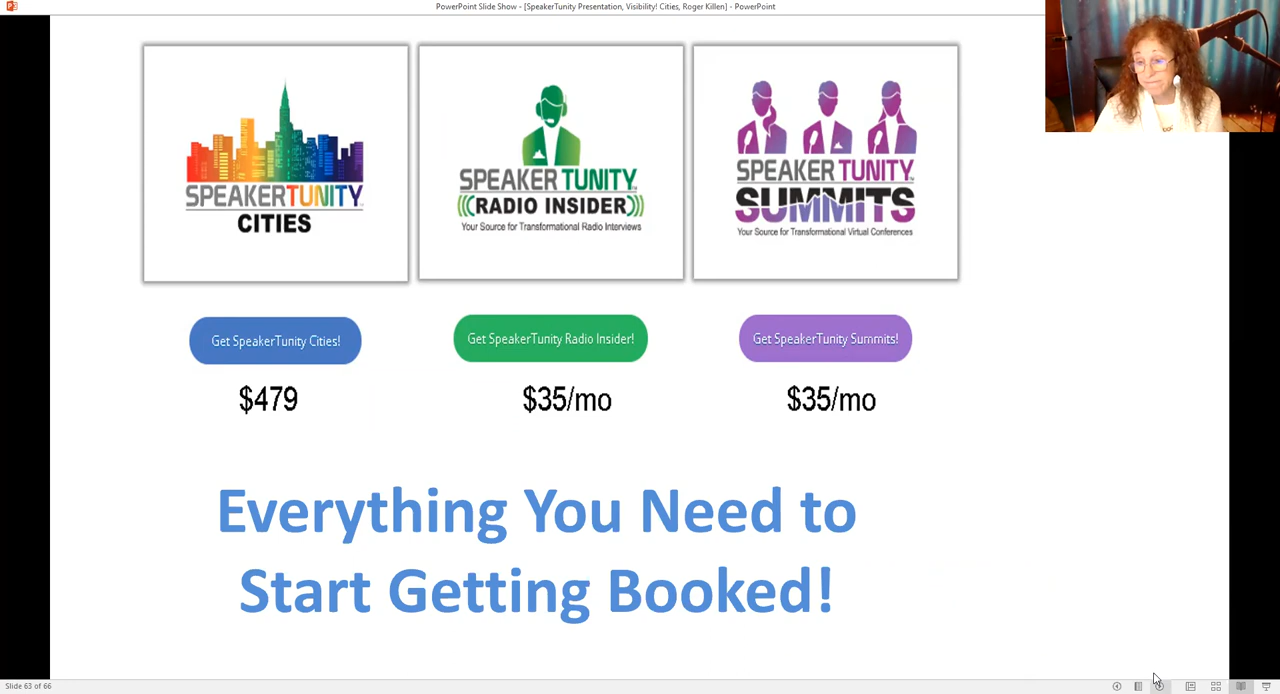 PowerPoint Slide Show - [SpeakerTunity Presentation, Visibility! Cities, Roger Killen] - PowerPoint
SPEAKERTUNITY
CITIES
SPEAKER TUNITY
((RADIO INSIDER))
Your Source for Transformational Radio Interviews
SPEAKER TUNITY
SUMMITS
Your Source for Transformational Virtual Conferences
Get SpeakerTunity Cities!
Get SpeakerTunity Radio Insider!
Get SpeakerTunity Summits!
$479
$35/mo
$35/mo
Everything You Need to
Start Getting Booked!
Slide 63 of 66